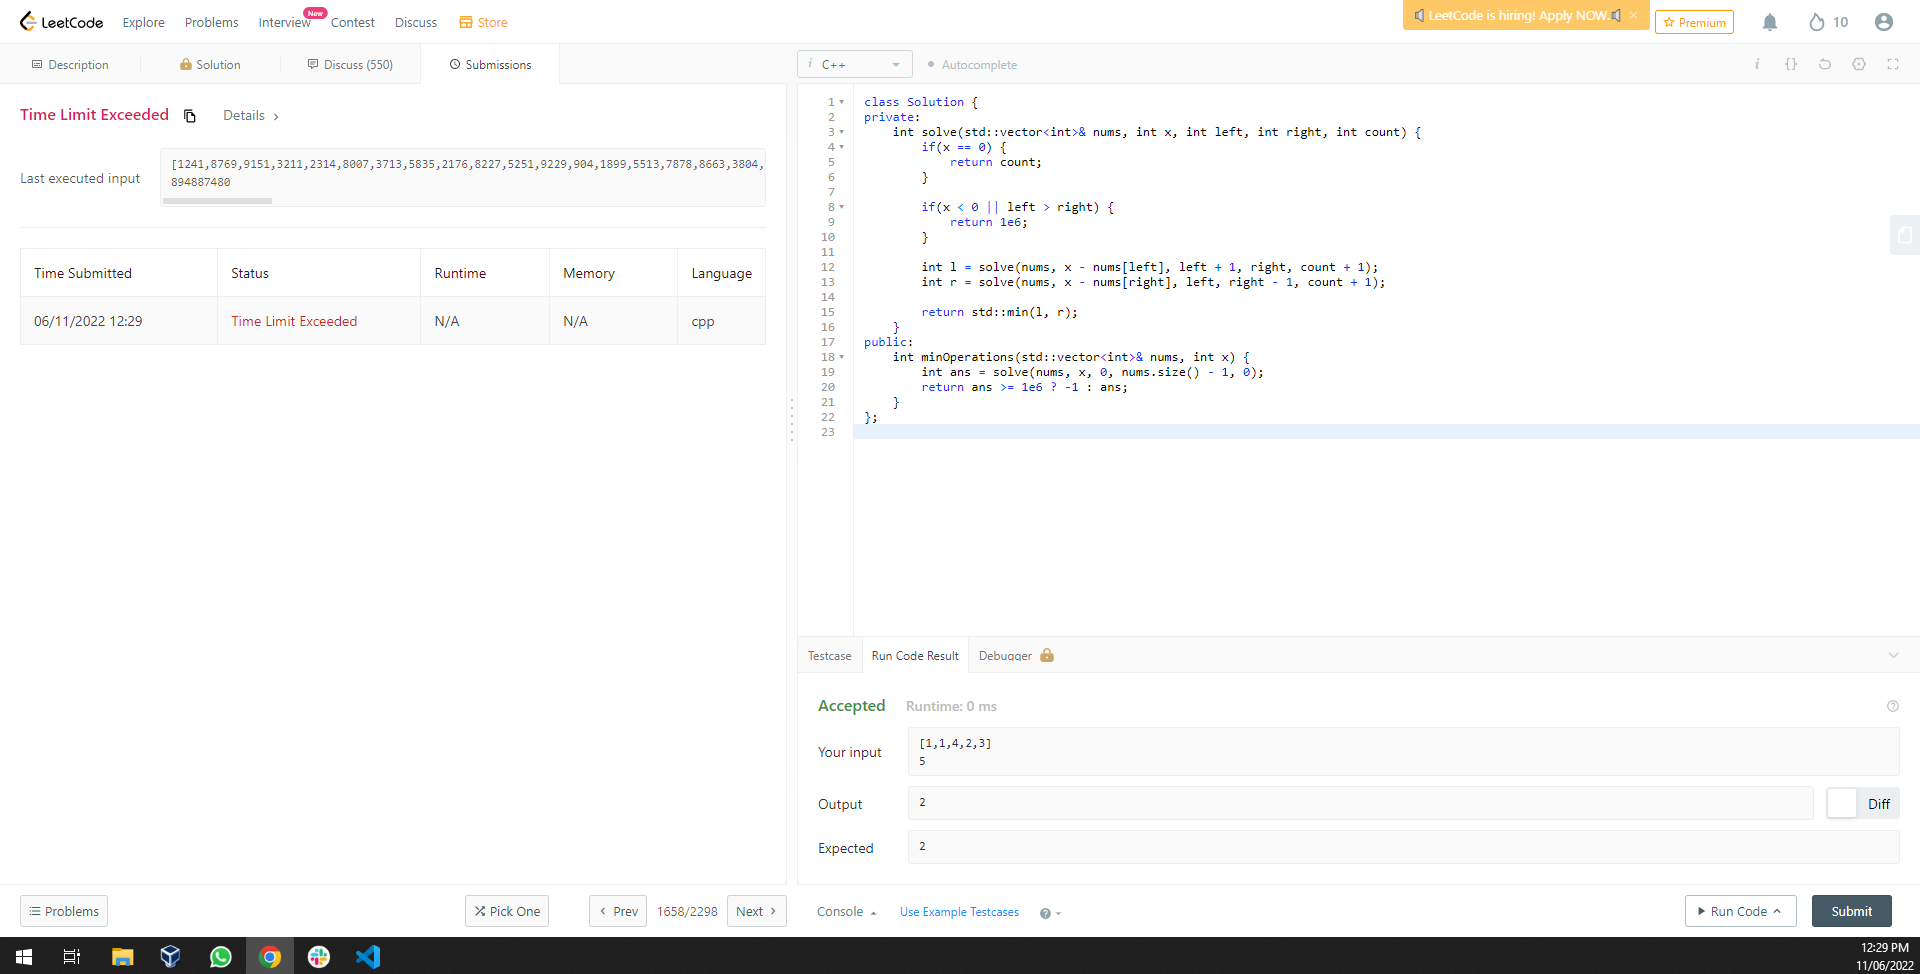 LeetCode
Explore
Problems
Interview
New
Contest
Discuss
Store
LeetCode is hiring! Apply NOW.
Premium
10
Description
Solution
Discuss (550)
Submissions
i C++
Autocomplete
Time Limit Exceeded
Details
Last executed input
[1241,8769,9151,3211,2314,8007,3713,5835,2176,8227,5251,9229,904,1899,5513,7878,8663,3804,
894887480
Time Submitted Status Runtime Memory Language
06/11/2022 12:29 Time Limit Exceeded N/A N/A cpp
1 class Solution {
2 private:
3     int solve(std::vector<int>& nums, int x, int left, int right, int count) {
4         if(x == 0) {
5             return count;
6         }
7
8         if(x < 0 || left > right) {
9             return 1e6;
10         }
11
12         int l = solve(nums, x - nums[left], left + 1, right, count + 1);
13         int r = solve(nums, x - nums[right], left, right - 1, count + 1);
14
15         return std::min(l, r);
16     }
17 public:
18     int minOperations(std::vector<int>& nums, int x) {
19         int ans = solve(nums, x, 0, nums.size() - 1, 0);
20         return ans >= 1e6 ? -1 : ans;
21     }
22 };
23
Testcase
Run Code Result
Debugger
Accepted
Runtime: 0 ms
Your input
[1,1,4,2,3]
5
Output
2
Diff
Expected
2
Problems
Pick One
Prev
1658/2298
Next
Console
Use Example Testcases
Run Code
Submit
12:29 PM
11/06/2022